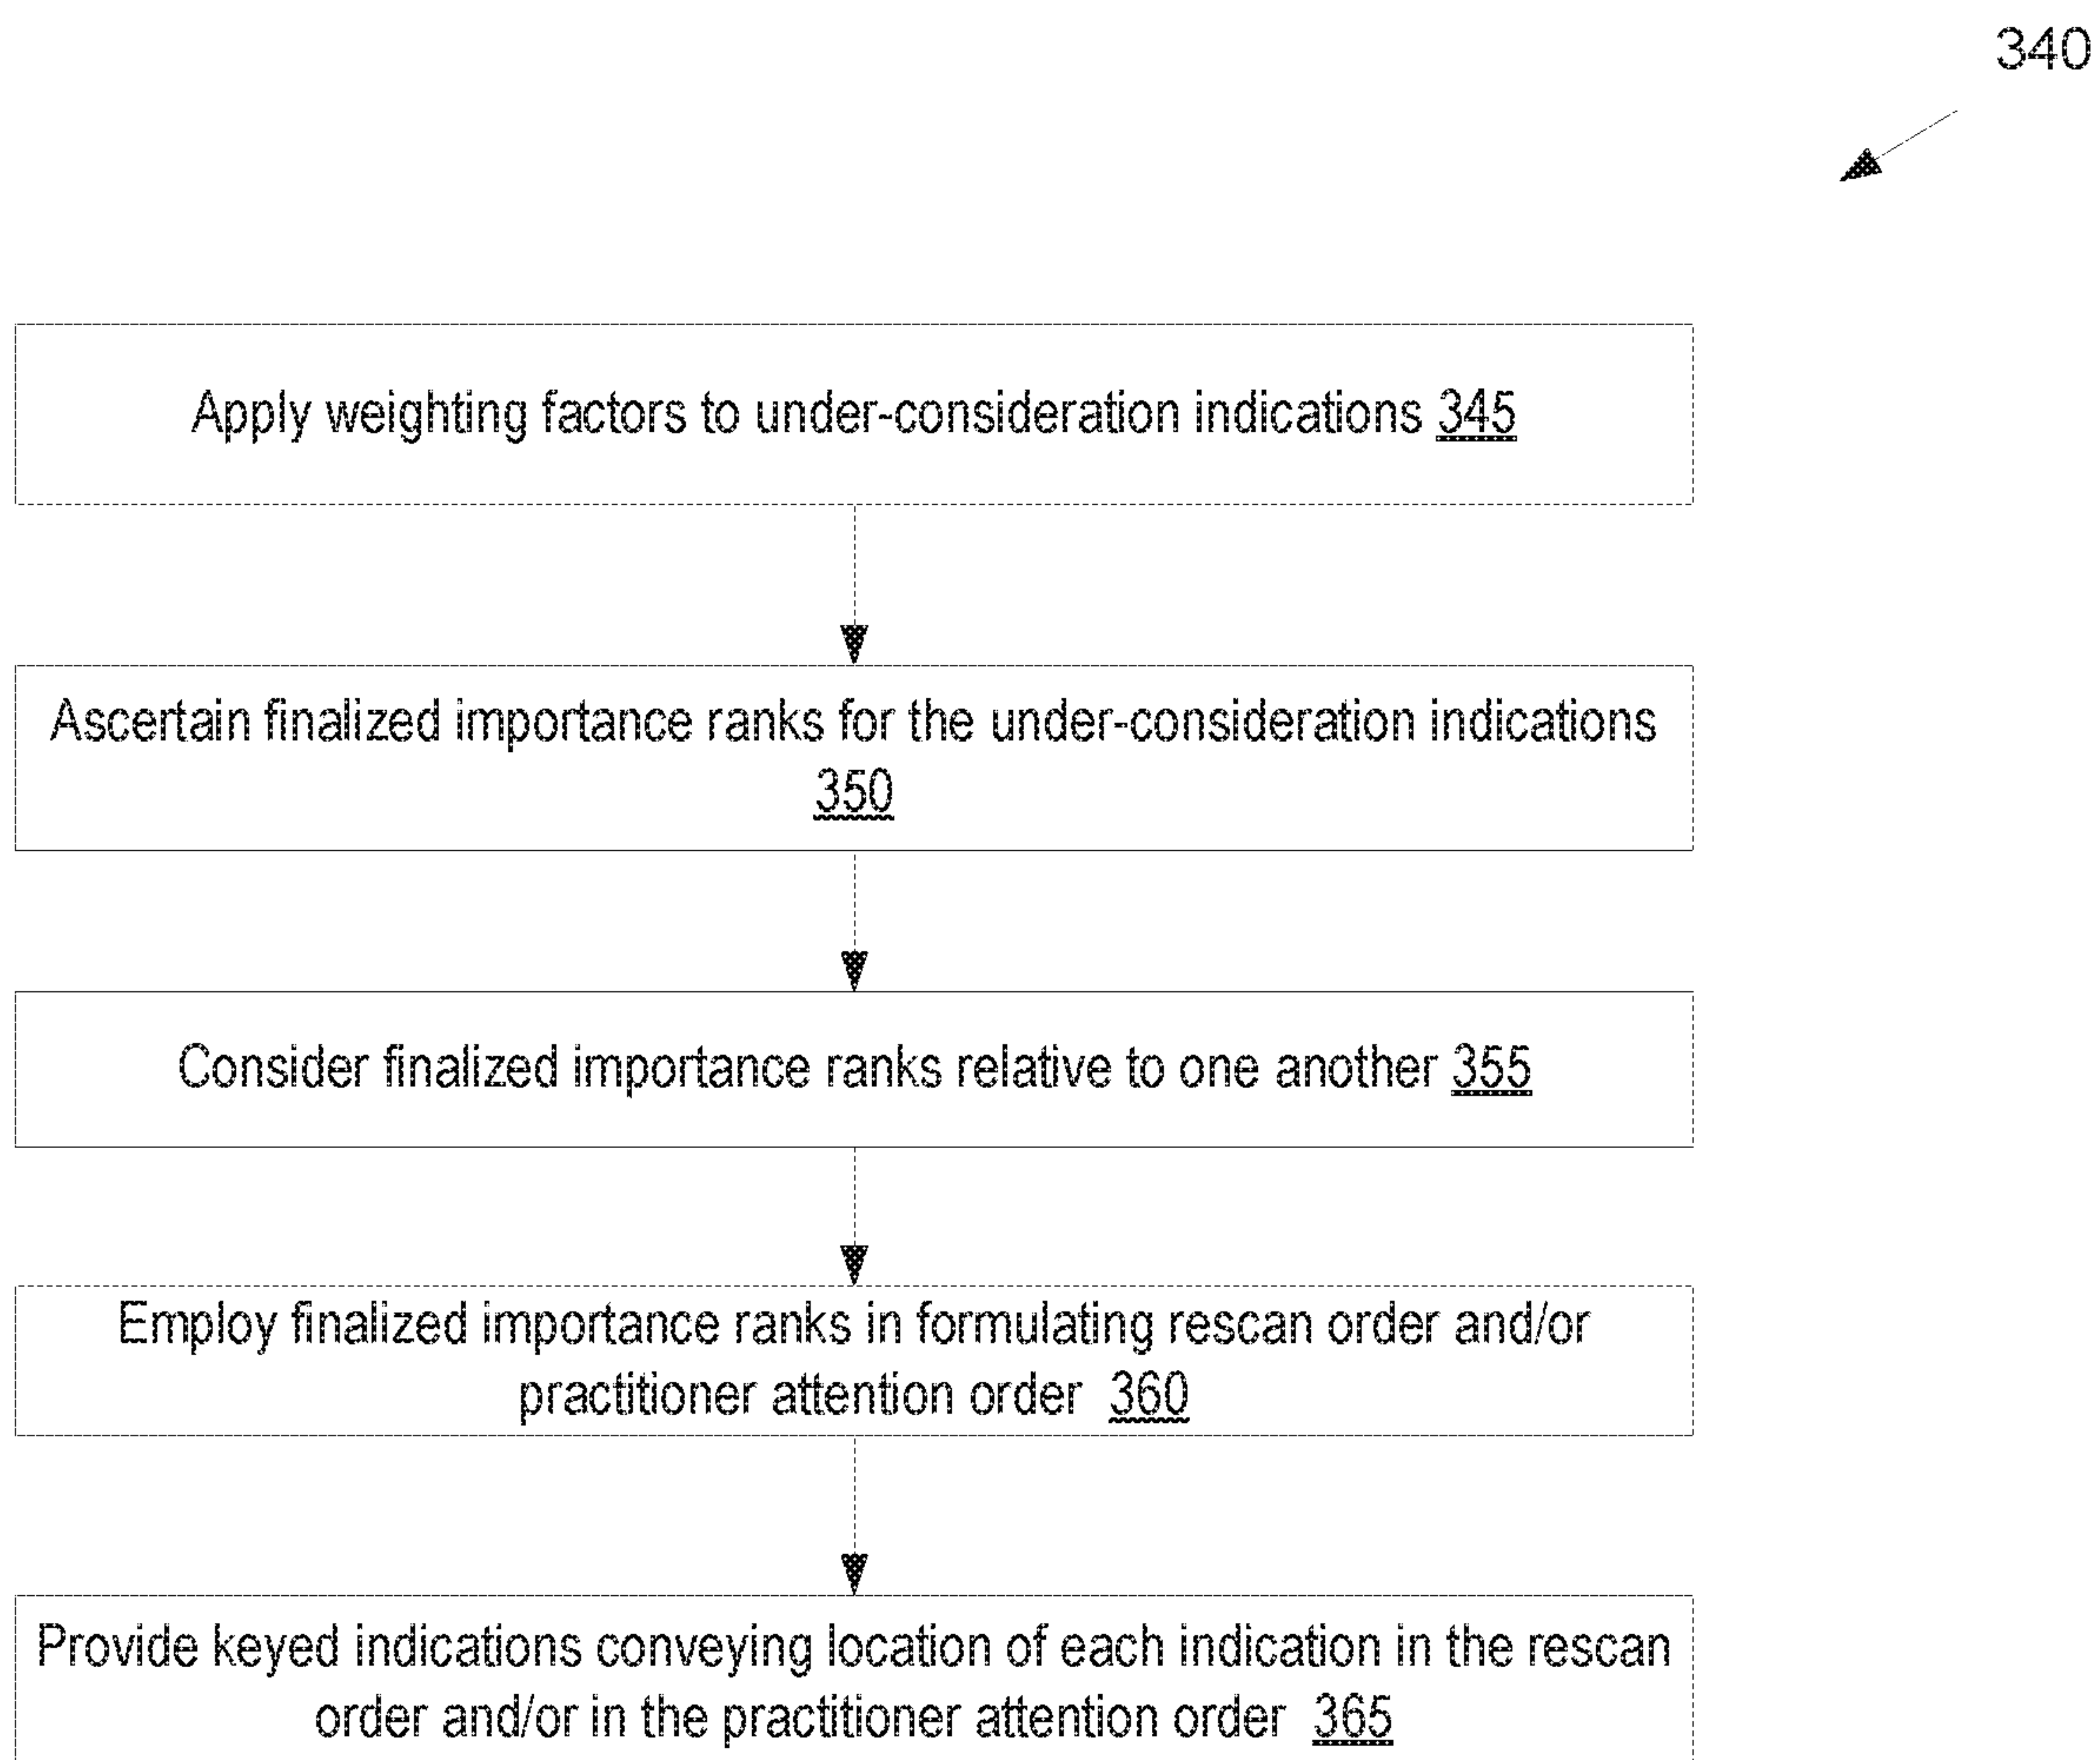 340
Apply weighting factors to under-consideration indications 345
Ascertain finalized importance ranks for the under-consideration indications
350
Consider finalized importance ranks relative to one another 355
Employ finalized importance ranks in formulating rescan order and/or
practitioner attention order 360
Provide keyed indications conveying location of each indication in the rescan
order and/or in the practitioner attention order 365